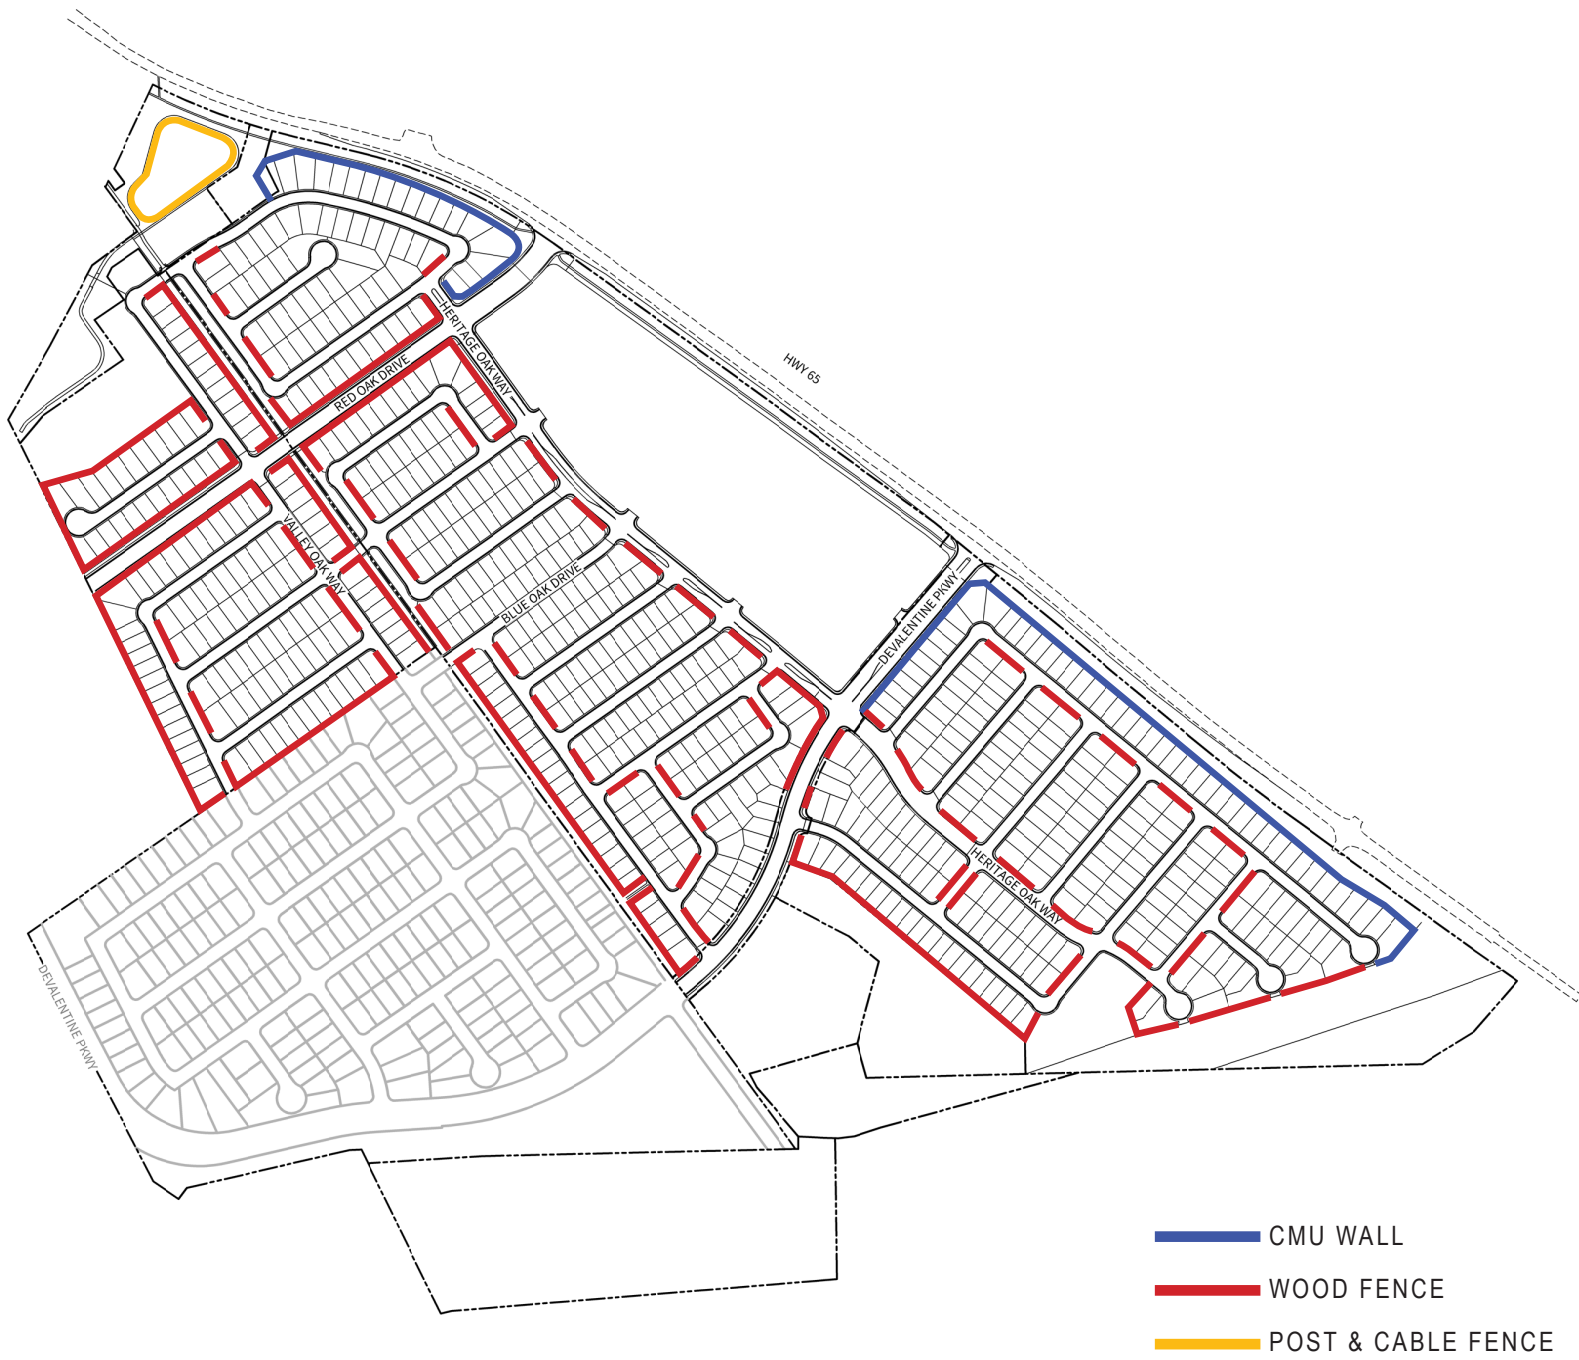 HWY 65
HERITAGE OAK WAY
RED OAK DRIVE
VALLEY OAK WAY
BLUE OAK DRIVE
DEVALENTINE PKWY
HERITAGE OAK WAY
DEVALENTINE PKWY
CMU WALL
WOOD FENCE
POST & CABLE FENCE